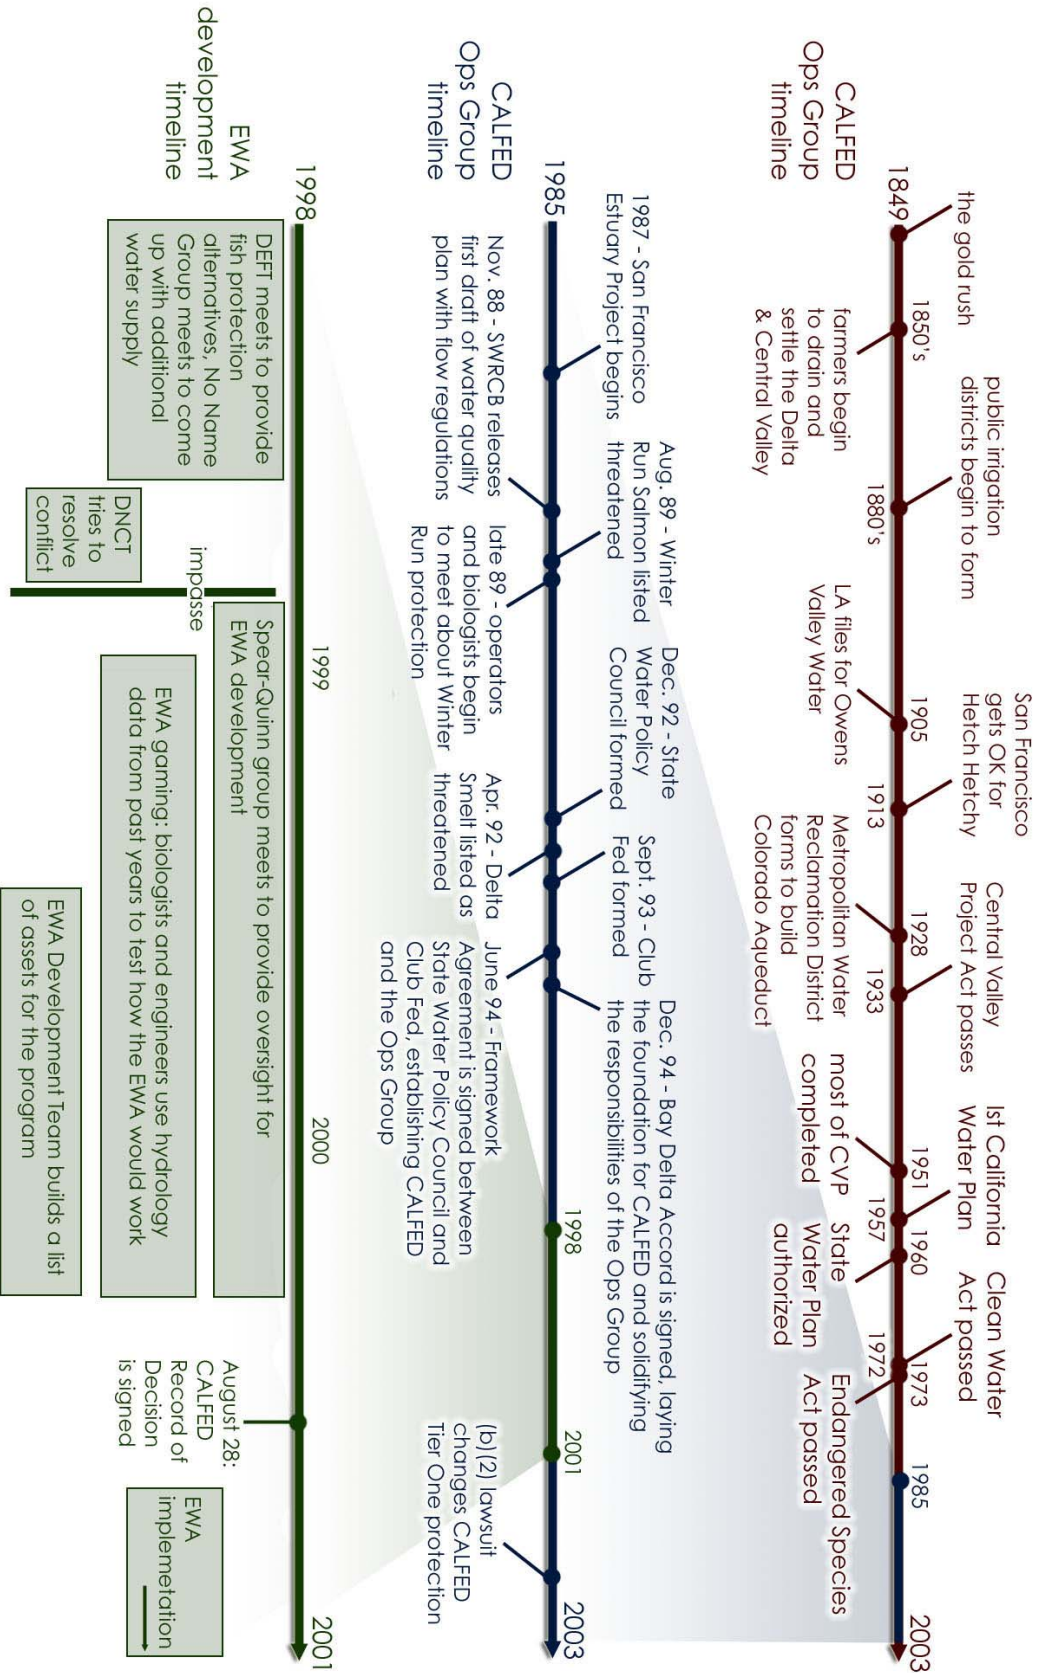 CALFED
Ops Group
timeline
1849
the gold rush
1850's
farmers begin
to drain and
settle the Delta
& Central Valley
public irrigation
districts begin to form
1880's
LA files for Owens
Valley Water
1905
San Francisco
gets OK for
Hetch Hetchy
1913
Metropolitan Water
Reclamation District
forms to build
Colorado Aqueduct
1928
Central Valley
Project Act passes
1933
most of CVP
completed
1951
1st California
Water Plan
1957
State
Water Plan
authorized
1960
Clean Water
Act passed
1972
1973
Endangered Species
Act passed
1985
2003
CALFED
Ops Group
timeline
1985
1987 - San Francisco
Estuary Project begins
Nov. 88 - SWRCB releases
first draft of water quality
plan with flow regulations
Aug. 89 - Winter
Run Salmon listed
threatened
late 89 - operators
and biologists begin
to meet about Winter
Run protection
Dec. 92 - State
Water Policy
Council formed
Apr. 92 - Delta
Smelt listed as
threatened
Sept. 93 - Club
Fed formed
June 94 - Framework
Agreement is signed between
State Water Policy Council and
Club Fed, establishing CALFED
and the Ops Group
Dec. 94 - Bay Delta Accord is signed, laying
the foundation for CALFED and solidifying
the responsibilities of the Ops Group
1998
2001
(b)(2) lawsuit
changes CALFED
Tier One protection
2003
EWA
development
timeline
1998
DEFT meets to provide
fish protection
alternatives, No Name
Group meets to come
up with additional
water supply
DNCT
tries to
resolve
conflict
impasse
1999
Spear-Quinn group meets to provide oversight for
EWA development
EWA gaming: biologists and engineers use hydrology
data from past years to test how the EWA would work
EWA Development Team builds a list
of assets for the program
2000
August 28:
CALFED
Record of
Decision
is signed
EWA
implemetation
2001